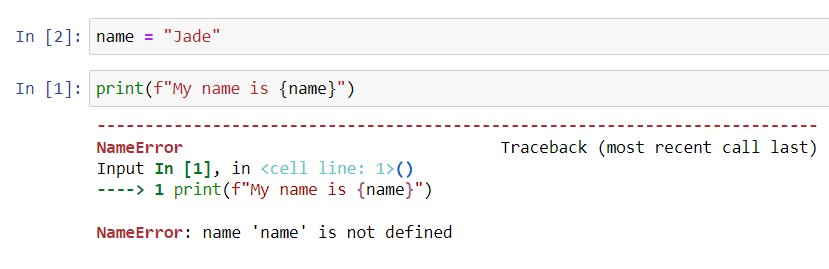 In [2]: name = "Jade"
In [1]: print(f"My name is {name}")
---------------------------------------------------------------------------
NameError Traceback (most recent call last)
Input In [1], in <cell line: 1>()
----> 1 print(f"My name is {name}")
NameError: name 'name' is not defined